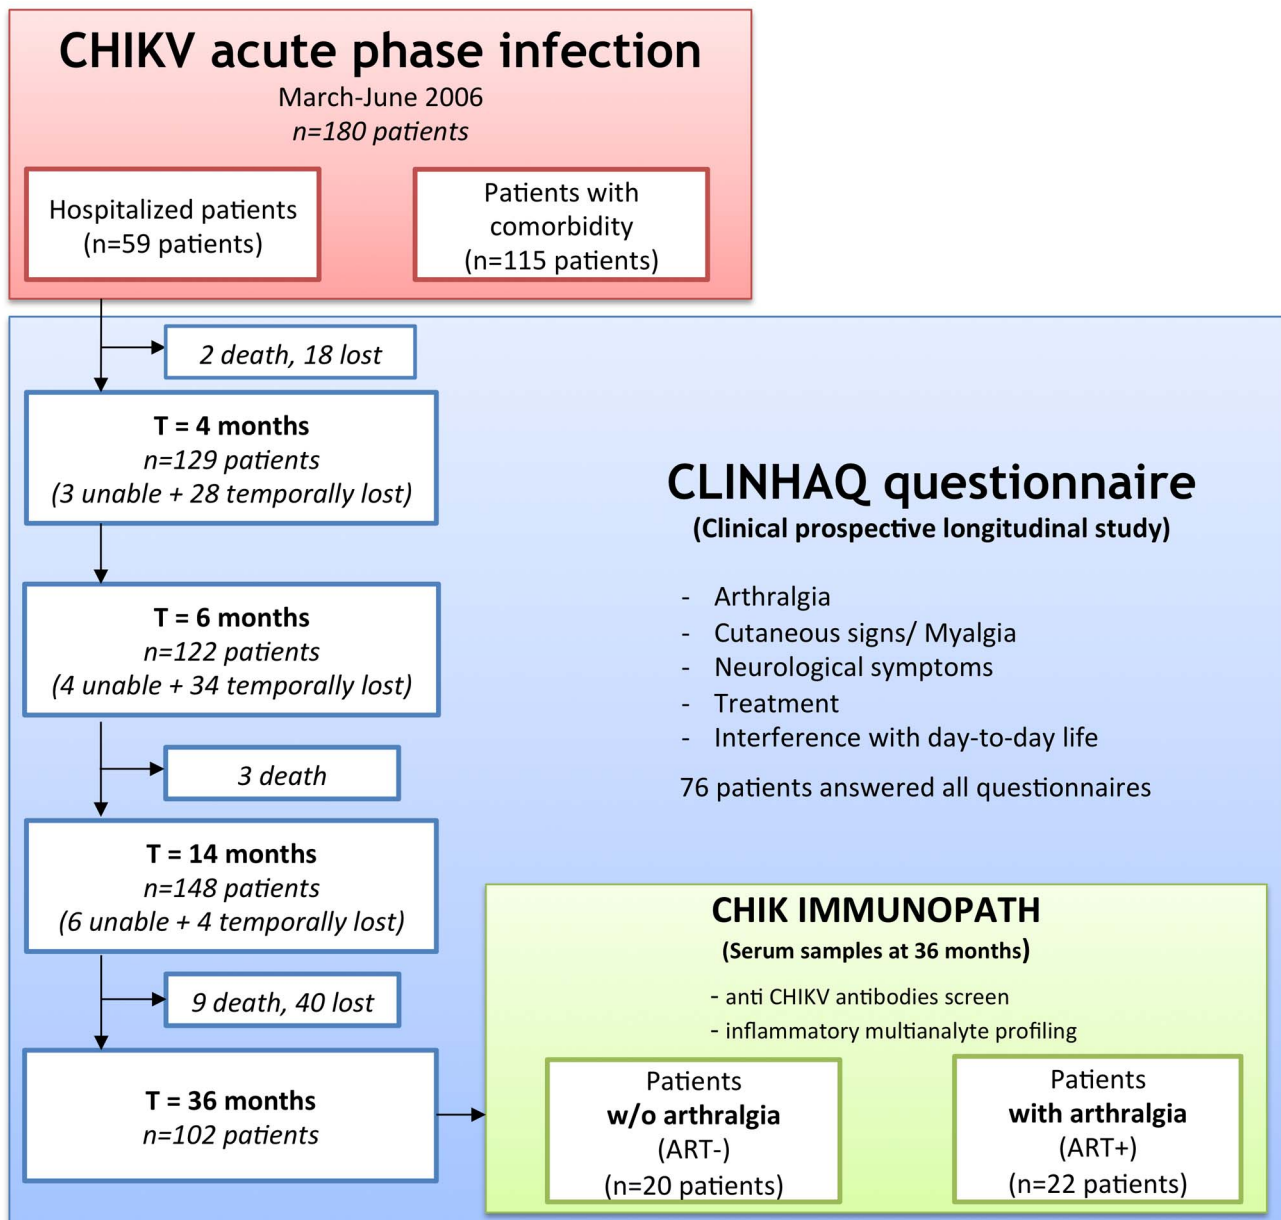 CHIKV acute phase infection
March-June 2006
n=180 patients
Hospitalized patients
(n=59 patients)
Patients with
comorbidity
(n=115 patients)
2 death, 18 lost
T = 4 months
n=129 patients
(3 unable + 28 temporally lost)
T = 6 months
n=122 patients
(4 unable + 34 temporally lost)
3 death
T = 14 months
n=148 patients
(6 unable + 4 temporally lost)
9 death, 40 lost
T = 36 months
n=102 patients
CLINHAQ questionnaire
(Clinical prospective longitudinal study)
- Arthralgia
- Cutaneous signs/ Myalgia
- Neurological symptoms
- Treatment
- Interference with day-to-day life
76 patients answered all questionnaires
CHIK IMMUNOPATH
(Serum samples at 36 months)
- anti CHIKV antibodies screen
- inflammatory multianalyte profiling
Patients
w/o arthralgia
(ART-)
(n=20 patients)
Patients
with arthralgia
(ART+)
(n=22 patients)